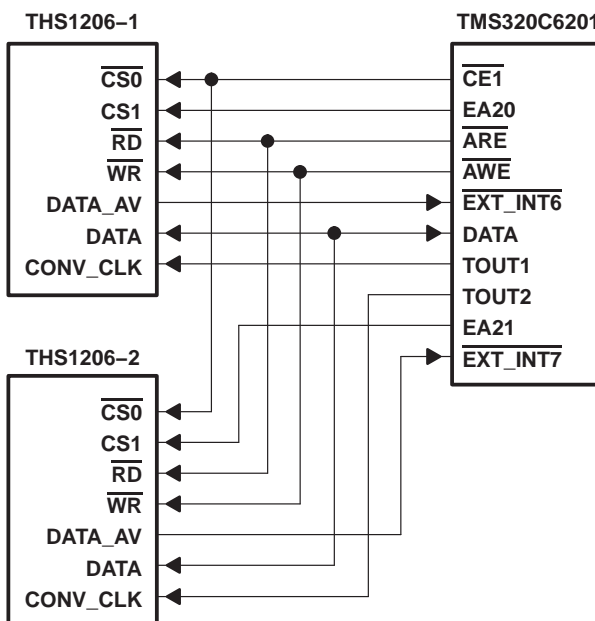 THS1206–1
CS0
CS1
RD
WR
DATA_AV
DATA
CONV_CLK
TMS320C6201
CE1
EA20
ARE
AWE
EXT_INT6
DATA
TOUT1
TOUT2
EA21
EXT_INT7
THS1206–2
CS0
CS1
RD
WR
DATA_AV
DATA
CONV_CLK